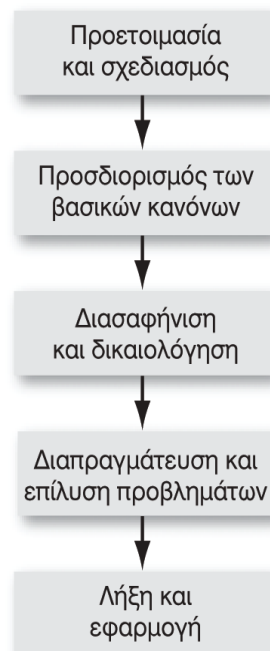 Προετοιμασία
και σχεδιασμός
Προσδιορισμός των
βασικών κανόνων
Διασαφήνιση
και δικαιολόγηση
Διαπραγμάτευση και
επίλυση προβλημάτων
Λήξη και
εφαρμογή